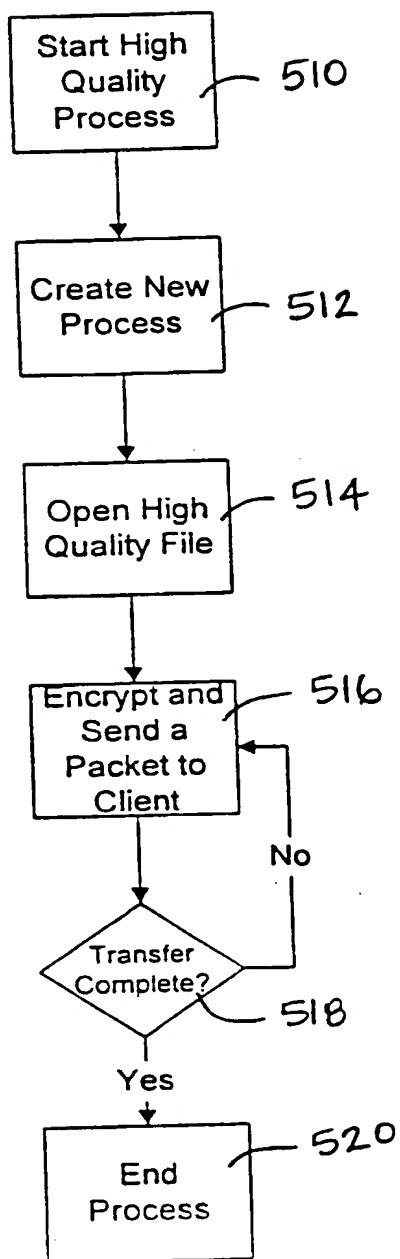 Start High
Quality
Process
510
Create New
Process
512
Open High
Quality File
514
Encrypt and
Send a
Packet to
Client
516
No
Transfer
Complete?
518
Yes
End
Process
520